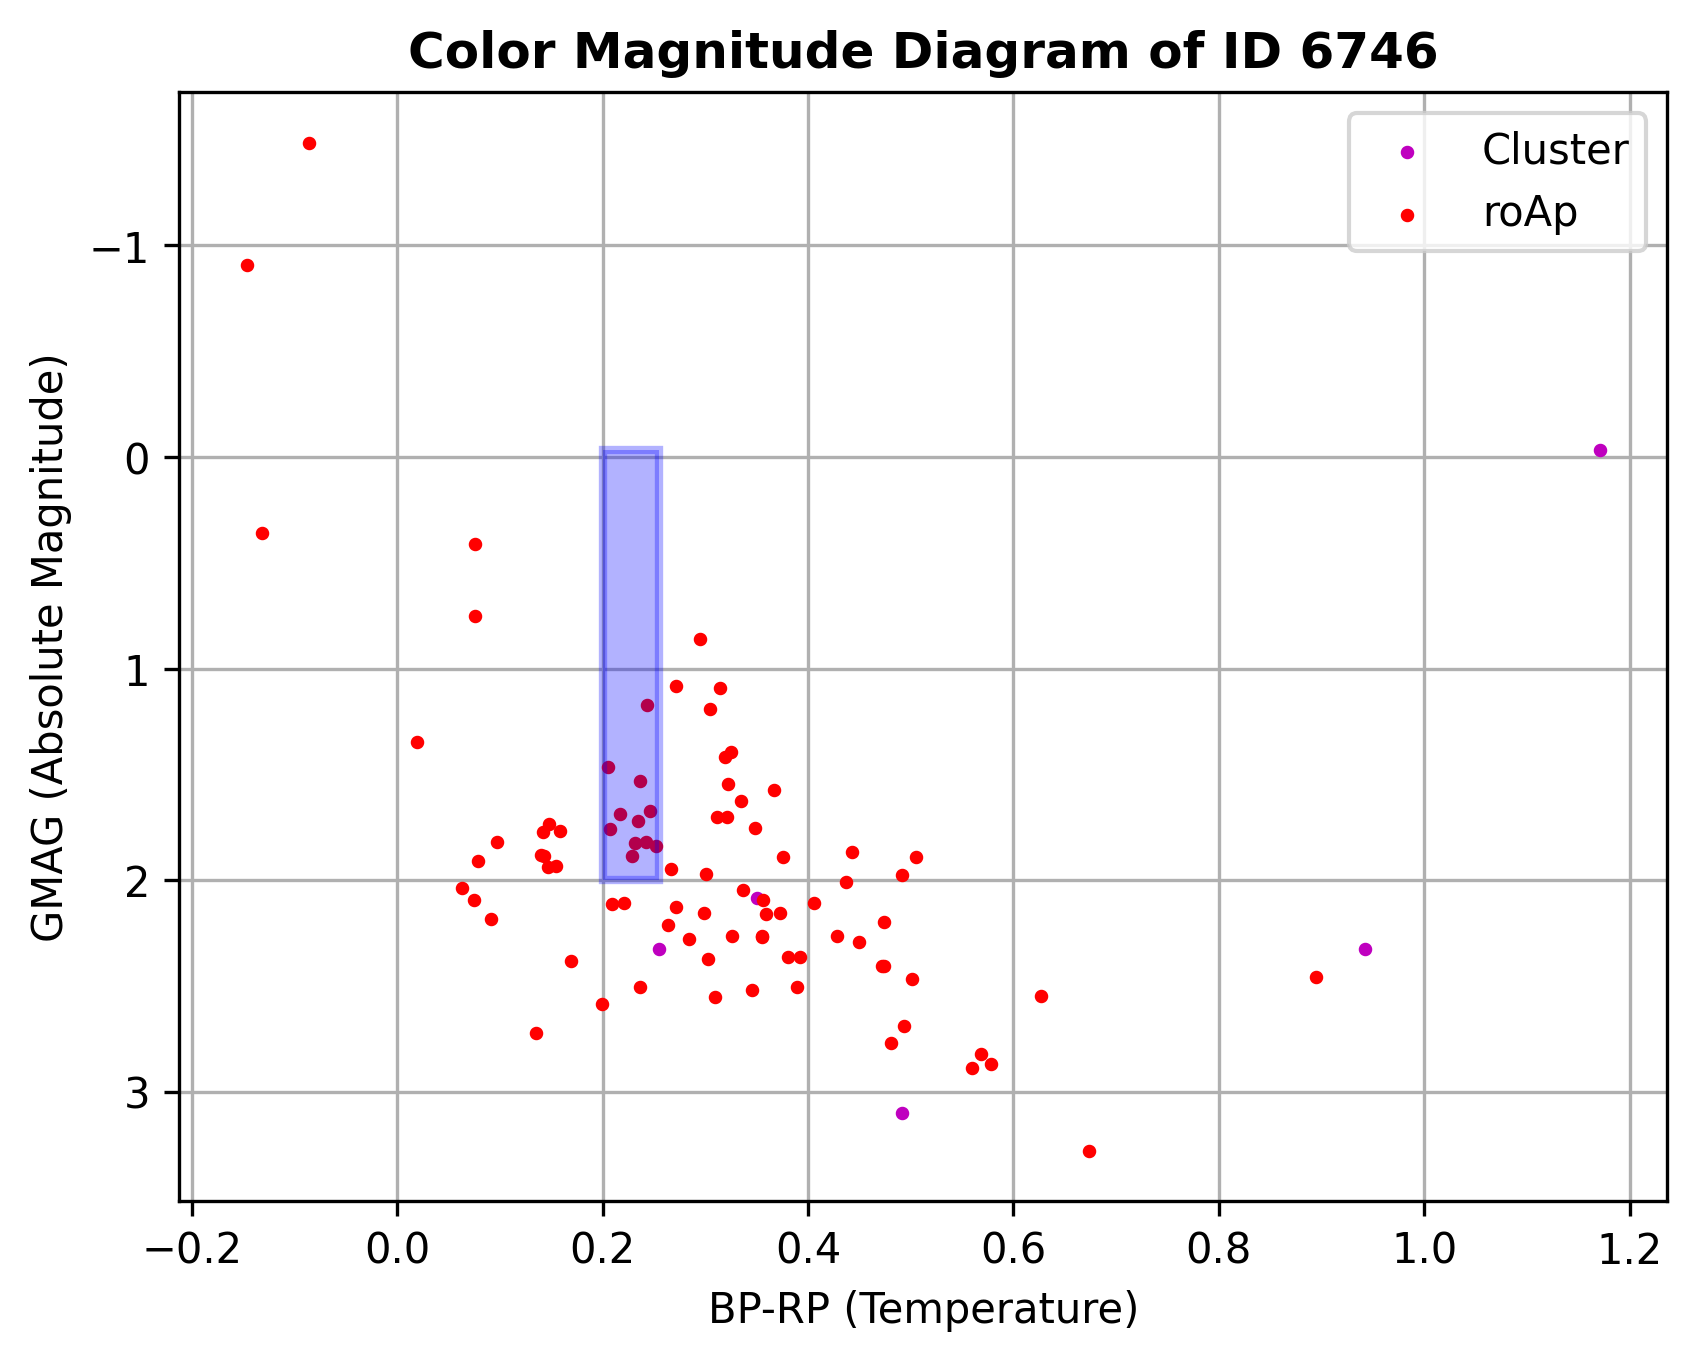 Color Magnitude Diagram of ID 6746
Cluster
roAp
GMAG (Absolute Magnitude)
−1
0
1
2
3
−0.2 0.0 0.2 0.4 0.6 0.8 1.0 1.2
BP-RP (Temperature)